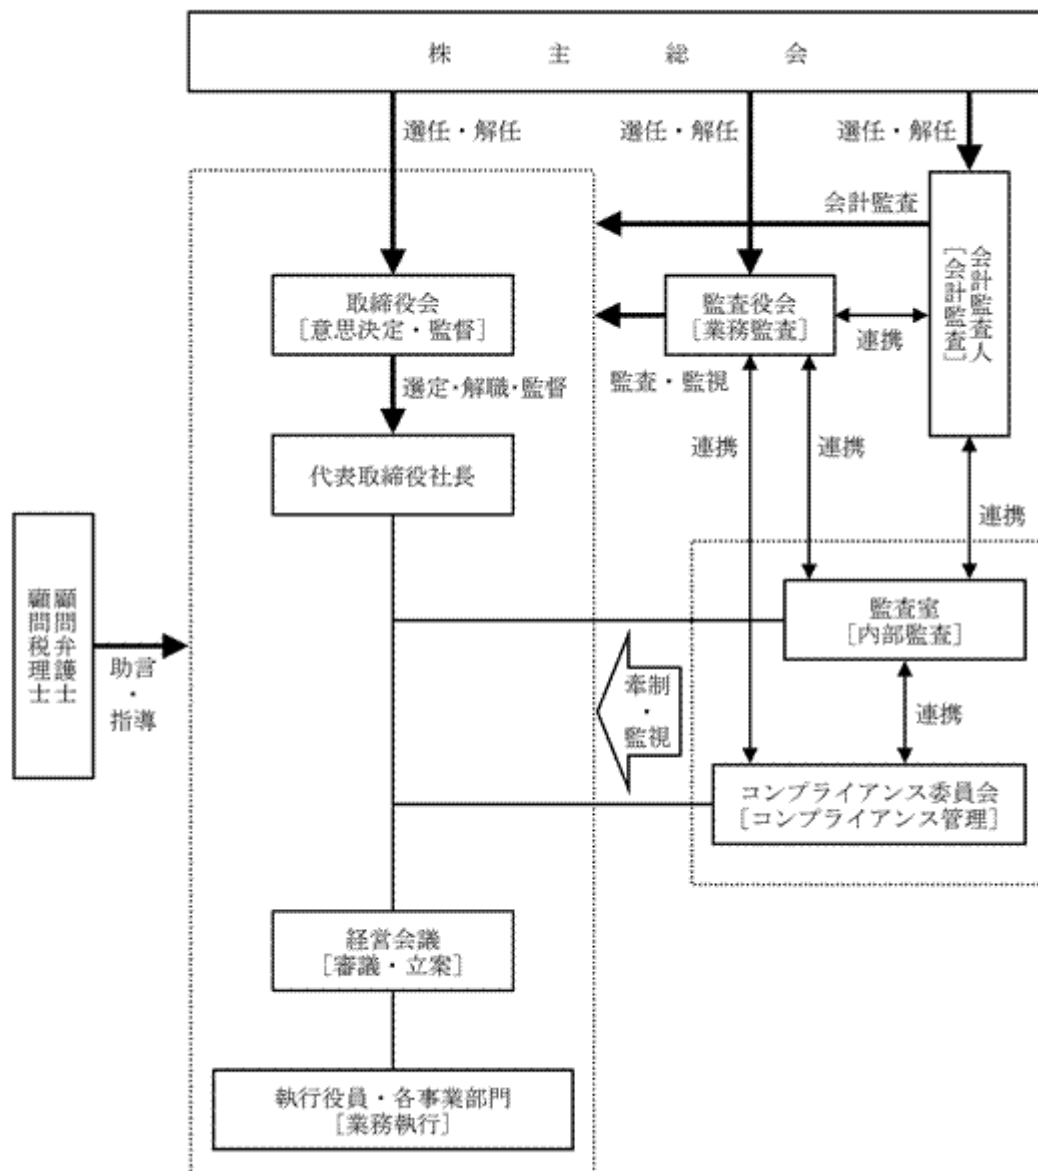 株主総会
選任・解任
選任・解任
選任・解任
会計監査
会計監査人
[会計監査]
取締役会
[意思決定・監督]
監査役会
[業務監査]
連携
選定・解職・監督
監査・監視
代表取締役社長
連携
連携
連携
顧問弁護士
顧問税理士
助言
・
指導
監査室
[内部監査]
牽制
・
監視
連携
コンプライアンス委員会
[コンプライアンス管理]
経営会議
[審議・立案]
執行役員・各事業部門
[業務執行]